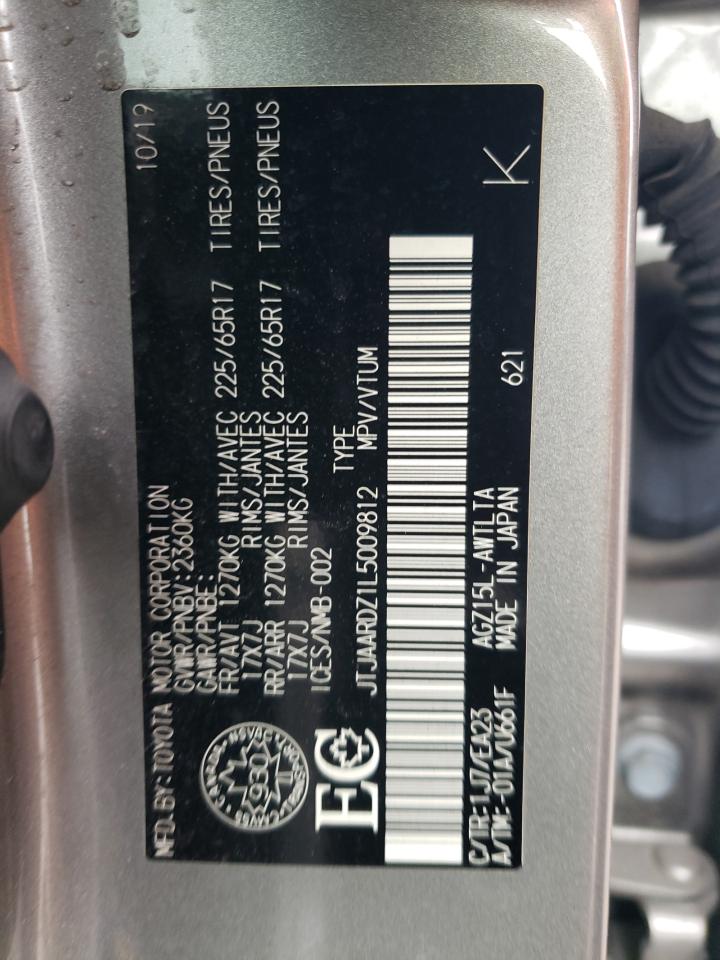 MFD.BY:TOYOTA MOTOR CORPORATION 10/19
GVWR/PNBV:2360KG
GAWR/PNBE:
FR/AVT 1270KG WITH/AVEC 225/65R17 TIRES/PNEUS
17X7J RIMS/JANTES
RR/ARR 1270KG WITH/AVEC 225/65R17 TIRES/PNEUS
17X7J RIMS/JANTES
ICES/NMB-002
TYPE
JTJAARDZ1L5009812 MPV/VTUM
930
EC
C/TR:1J7/EA23 AGZ15L-AWTLTA
A/TM:-01A/U661F MADE IN JAPAN 621
K